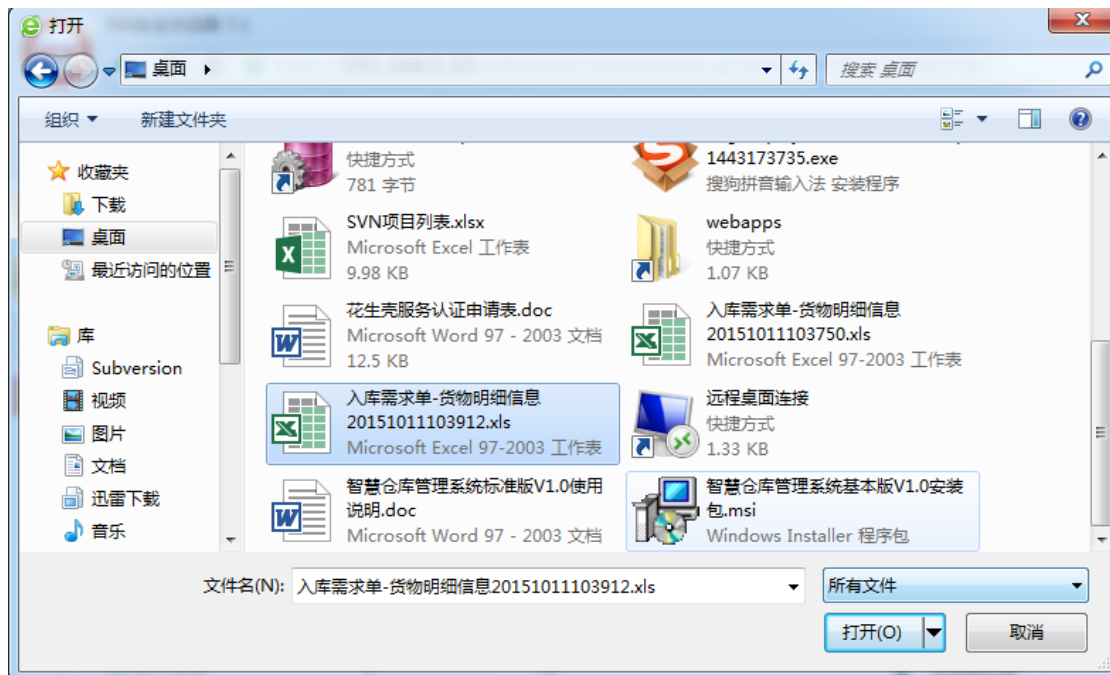 打开
桌面
搜索 桌面
组织
新建文件夹
收藏夹
下载
桌面
最近访问的位置
库
Subversion
视频
图片
文档
迅雷下载
音乐
快捷方式
781 字节
1443173735.exe
搜狗拼音输入法 安装程序
SVN项目列表.xlsx
Microsoft Excel 工作表
9.98 KB
webapps
快捷方式
1.07 KB
花生壳服务认证申请表.doc
Microsoft Word 97 - 2003 文档
12.5 KB
入库需求单-货物明细信息
20151011103750.xls
Microsoft Excel 97-2003 工作表
入库需求单-货物明细信息
20151011103912.xls
Microsoft Excel 97-2003 工作表
远程桌面连接
快捷方式
1.33 KB
智慧仓库管理系统标准版V1.0使用
说明.doc
Microsoft Word 97 - 2003 文档
智慧仓库管理系统基本版V1.0安装
包.msi
Windows Installer 程序包
文件名(N):
入库需求单-货物明细信息20151011103912.xls
所有文件
打开(O)
取消